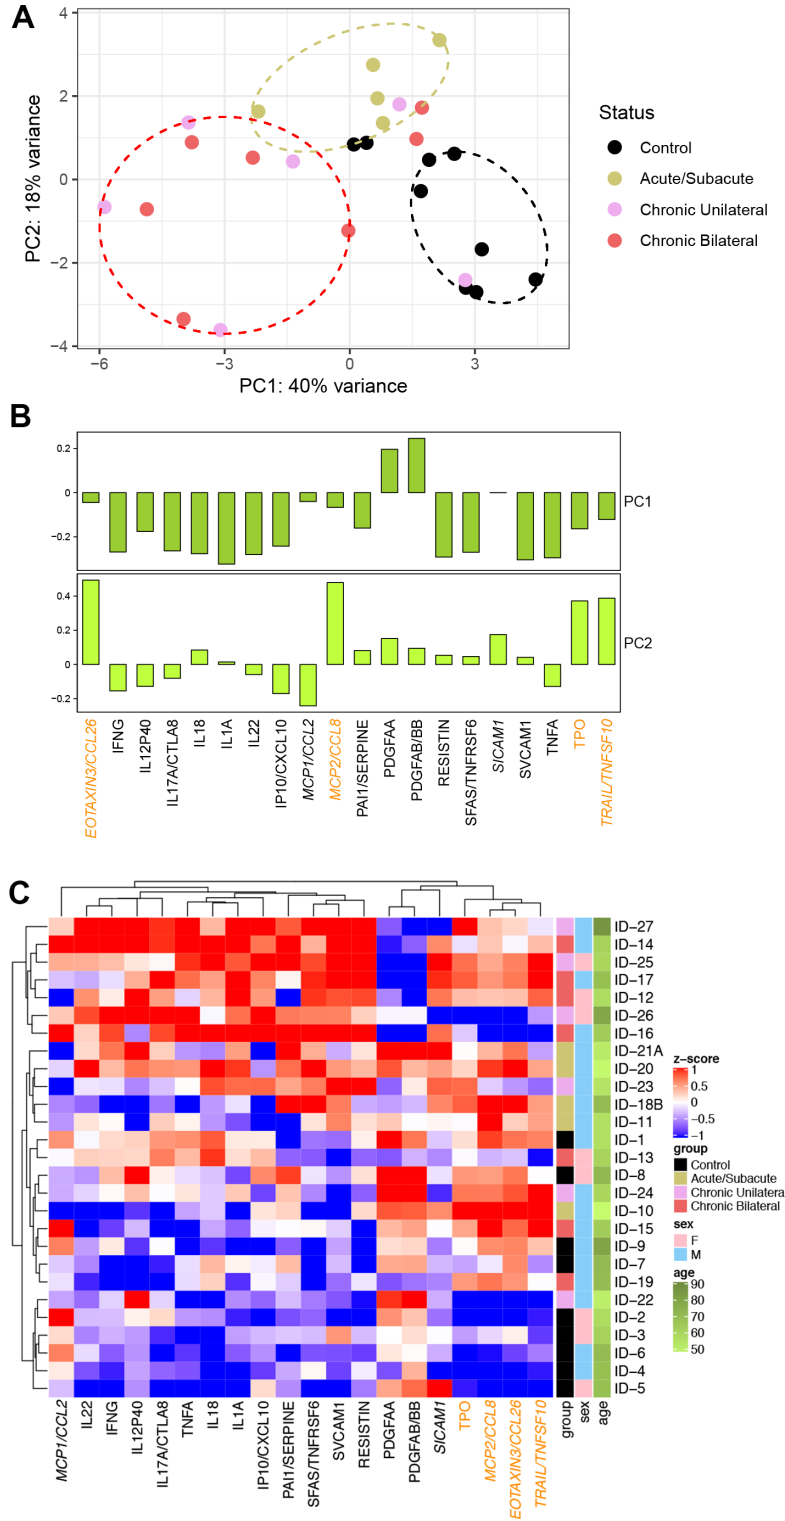 A
4
2
0
−2
−4
PC2: 18% variance
−6
−3
0
3
PC1: 40% variance
Status
Control
Acute/Subacute
Chronic Unilateral
Chronic Bilateral
B
0.2
0
−0.2
PC1
0.4
0.2
0
−0.2
PC2
EOTAXIN3/CCL26
IFNG
IL12P40
IL17A/CTLA8
IL18
IL1A
IL22
IP10/CXCL10
MCP1/CCL2
MCP2/CCL8
PAI1/SERPINE
PDGFAA
PDGFAB/BB
RESISTIN
SFAS/TNFRSF6
SICAM1
SVCAM1
TNFA
TPO
TRAIL/TNFSF10
C
ID−27
ID−14
ID−25
ID−17
ID−12
ID−26
ID−16
ID−21A
ID−20
ID−23
ID−18B
ID−11
ID−1
ID−13
ID−8
ID−24
ID−10
ID−15
ID−9
ID−7
ID−19
ID−22
ID−2
ID−3
ID−6
ID−4
ID−5
MCP1/CCL2
IL22
IFNG
IL12P40
IL17A/CTLA8
TNFA
IL18
IL1A
IP10/CXCL10
PAI1/SERPINE
SFAS/TNFRSF6
SVCAM1
RESISTIN
PDGFAA
PDGFAB/BB
SICAM1
TPO
MCP2/CCL8
EOTAXIN3/CCL26
TRAIL/TNFSF10
group
sex
age
z−score
1
0.5
0
−0.5
−1
group
Control
Acute/Subacute
Chronic Unilatera
Chronic Bilateral
sex
F
M
age
90
80
70
60
50